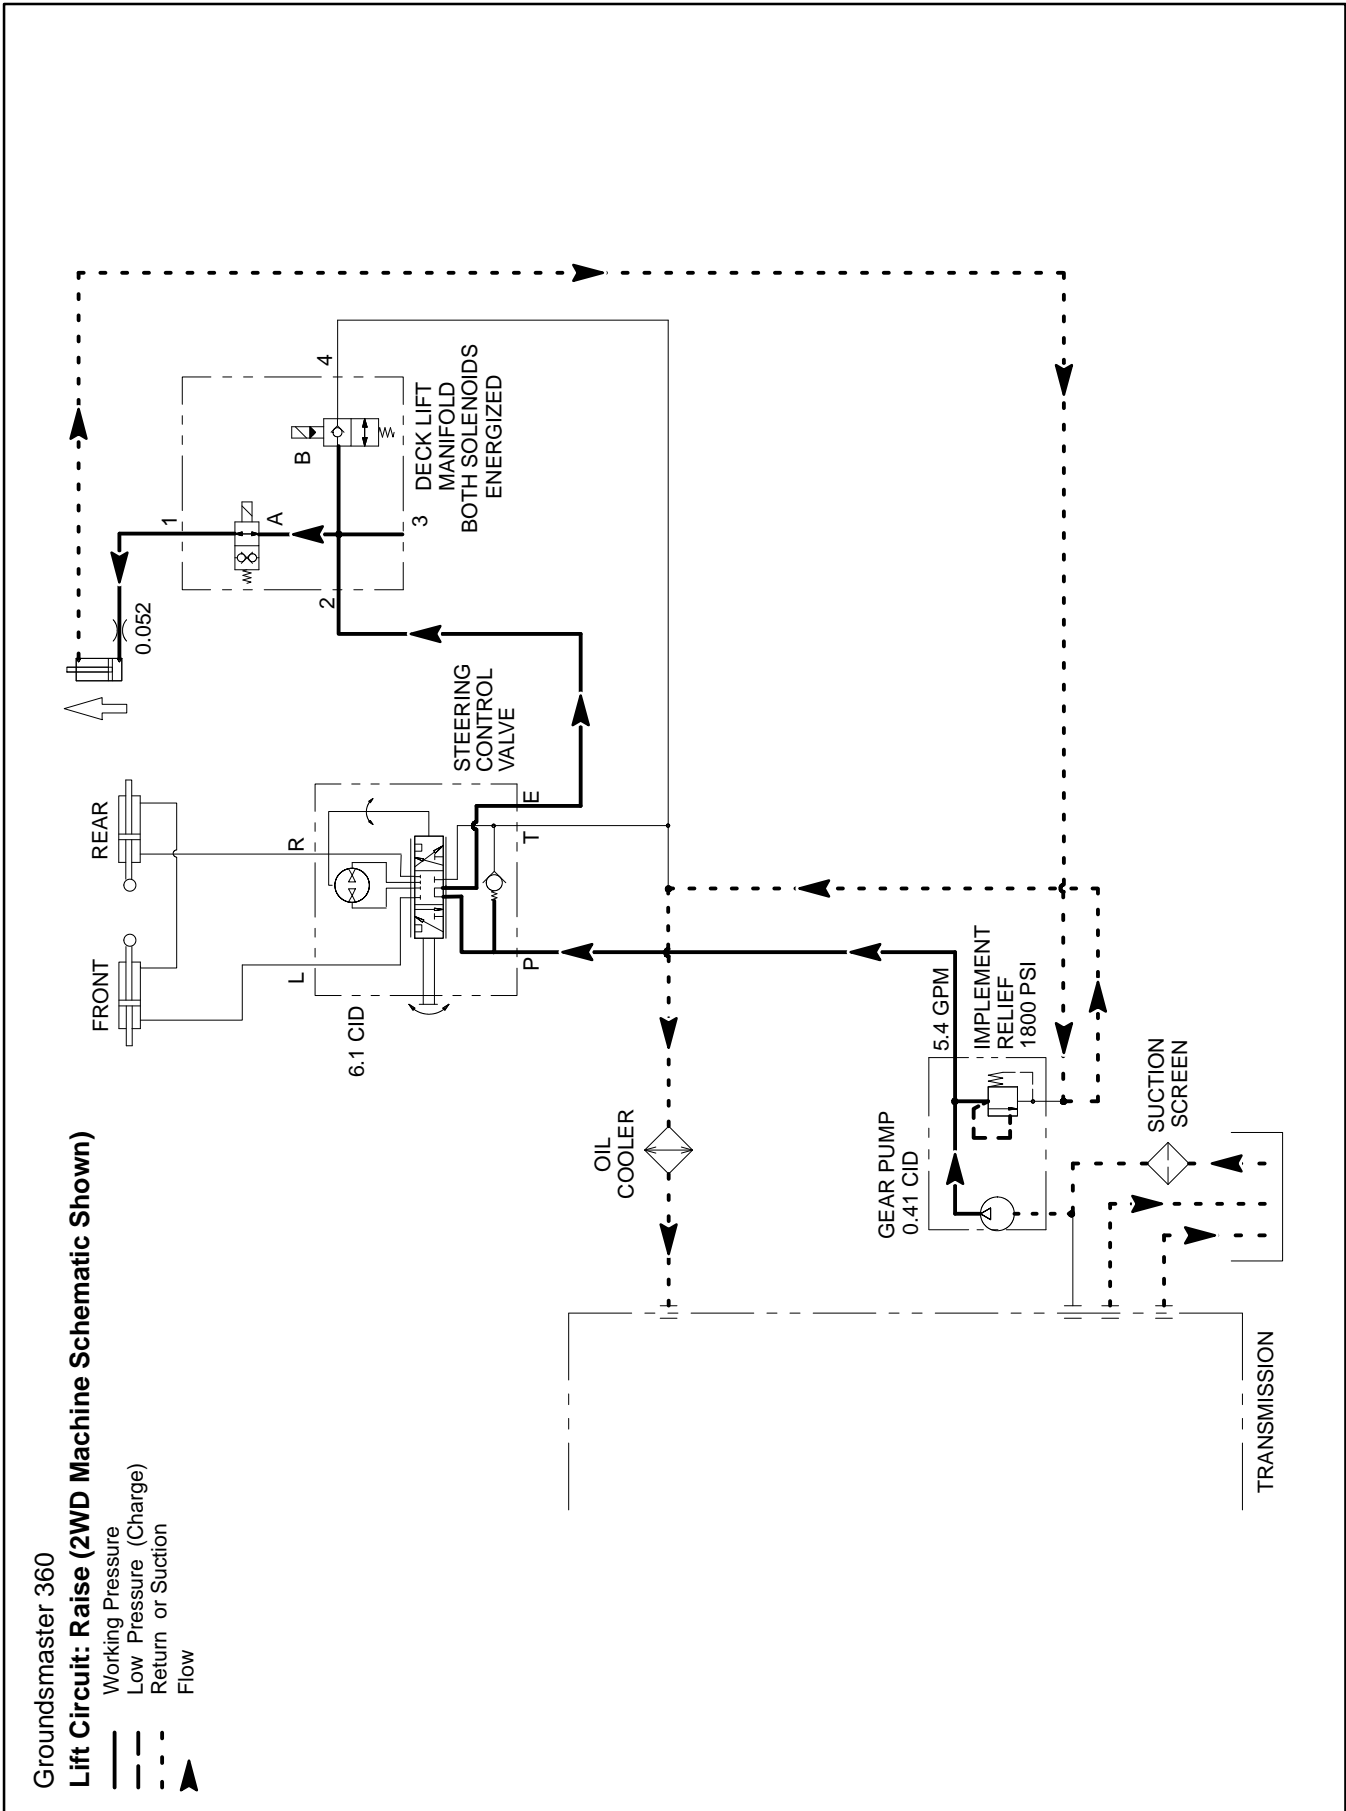 Groundsmaster 360
Lift Circuit: Raise (2WD Machine Schematic Shown)
Working Pressure
Low Pressure (Charge)
Return or Suction
Flow
FRONT
REAR
L
R
6.1 CID
P
T
E
STEERING
CONTROL
VALVE
0.052
1
2
3
4
A
B
DECK LIFT
MANIFOLD
BOTH SOLENOIDS
ENERGIZED
OIL
COOLER
GEAR PUMP
0.41 CID
5.4 GPM
IMPLEMENT
RELIEF
1800 PSI
SUCTION
SCREEN
TRANSMISSION